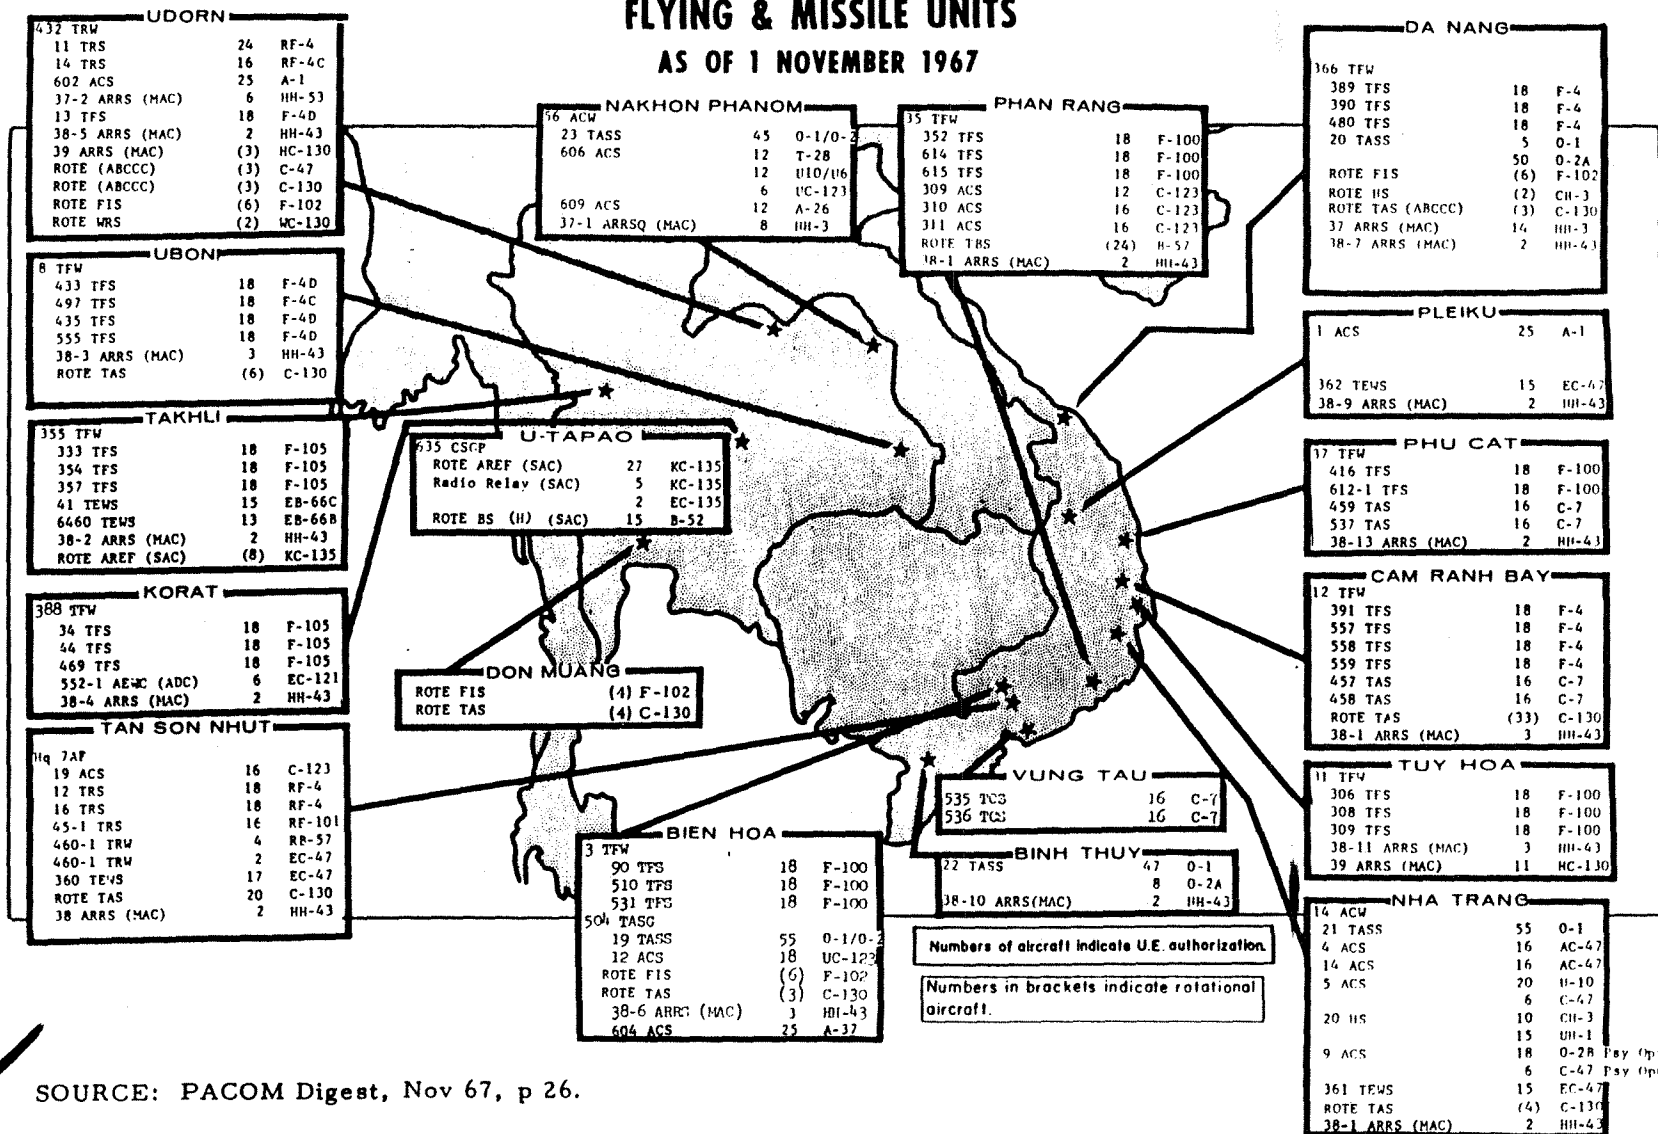 FLYING & MISSILE UNITS
AS OF 1 NOVEMBER 1967
UDORN
432 TRW
11 TRS 24 RF-4
14 TRS 16 RF-4C
602 ACS 25 A-1
37-2 ARRS (MAC) 6 HH-53
13 TFS 18 F-4D
38-5 ARRS (MAC) 2 HH-43
39 ARRS (MAC) (3) HC-130
ROTE (ABCCC) (3) C-47
ROTE (ABCCC) (3) C-130
ROTE FIS (6) F-102
ROTE WRS (2) WC-130
UBON
8 TFW
433 TFS 18 F-4D
497 TFS 18 F-4C
435 TFS 18 F-4D
555 TFS 18 F-4D
38-3 ARRS (MAC) 3 HH-43
ROTE TAS (6) C-130
TAKHLI
355 TFW
333 TFS 18 F-105
354 TFS 18 F-105
357 TFS 18 F-105
41 TEWS 15 EB-66C
6460 TEWS 13 EB-66B
38-2 ARRS (MAC) 2 HH-43
ROTE AREF (SAC) (8) KC-135
KORAT
388 TFW
34 TFS 18 F-105
44 TFS 18 F-105
469 TFS 18 F-105
552-1 AEWC (ADC) 6 EC-121
38-4 ARRS (MAC) 2 HH-43
TAN SON NHUT
Hq 7AF
19 ACS 16 C-123
12 TRS 18 RF-4
16 TRS 18 RF-4
45-1 TRS 16 RF-101
460-1 TRW 4 RB-57
460-1 TRW 2 EC-47
360 TEWS 17 EC-47
ROTE TAS 20 C-130
38 ARRS (MAC) 2 HH-43
NAKHON PHANOM
56 ACW
23 TASS 45 O-1/O-2
606 ACS 12 T-28
12 U10/U6
6 UC-123
609 ACS 12 A-26
37-1 ARRSQ (MAC) 8 HH-3
PHAN RANG
35 TFW
352 TFS 18 F-100
614 TFS 18 F-100
615 TFS 18 F-100
309 ACS 12 C-123
310 ACS 16 C-123
311 ACS 16 C-123
ROTE TBS (24) B-57
38-1 ARRS (MAC) 2 HH-43
U-TAPAO
635 CSGP
ROTE AREF (SAC) 27 KC-135
Radio Relay (SAC) 5 KC-135
2 EC-135
ROTE BS (H) (SAC) 15 B-52
DON MUANG
ROTE FIS (4) F-102
ROTE TAS (4) C-130
BIEN HOA
3 TFW
90 TFS 18 F-100
510 TFS 18 F-100
531 TFS 18 F-100
504 TASG
19 TASS 55 O-1/O-2
12 ACS 18 UC-123
ROTE FIS (6) F-102
ROTE TAS (3) C-130
38-6 ARRS (MAC) 3 HH-43
604 ACS 25 A-37
VUNG TAU
535 TCS 16 C-7
536 TCS 16 C-7
BINH THUY
22 TASS 47 O-1
8 O-2A
38-10 ARRS(MAC) 2 HH-43
Numbers of aircraft indicate U.E. authorization.
Numbers in brackets indicate rotational
aircraft.
DA NANG
366 TFW
389 TFS 18 F-4
390 TFS 18 F-4
480 TFS 18 F-4
20 TASS 5 O-1
50 O-2A
ROTE FIS (6) F-102
ROTE HS (2) CH-3
ROTE TAS (ABCCC) (3) C-130
37 ARRS (MAC) 14 HH-3
38-7 ARRS (MAC) 2 HH-43
PLEIKU
1 ACS 25 A-1
362 TEWS 15 EC-47
38-9 ARRS (MAC) 2 HH-43
PHU CAT
37 TFW
416 TFS 18 F-100
612-1 TFS 18 F-100
459 TAS 16 C-7
537 TAS 16 C-7
38-13 ARRS (MAC) 2 HH-43
CAM RANH BAY
12 TFW
391 TFS 18 F-4
557 TFS 18 F-4
558 TFS 18 F-4
559 TFS 18 F-4
457 TAS 16 C-7
458 TAS 16 C-7
ROTE TAS (33) C-130
38-1 ARRS (MAC) 3 HH-43
TUY HOA
31 TFW
306 TFS 18 F-100
308 TFS 18 F-100
309 TFS 18 F-100
38-11 ARRS (MAC) 3 HH-43
39 ARRS (MAC) 11 HC-130
NHA TRANG
14 ACW
21 TASS 55 O-1
4 ACS 16 AC-47
14 ACS 16 AC-47
5 ACS 20 U-10
6 C-47
20 HS 10 CH-3
15 UH-1
9 ACS 18 O-2B Psy Op
6 C-47 Psy Op
361 TEWS 15 EC-47
ROTE TAS (4) C-130
38-1 ARRS (MAC) 2 HH-43
SOURCE: PACOM Digest, Nov 67, p 26.